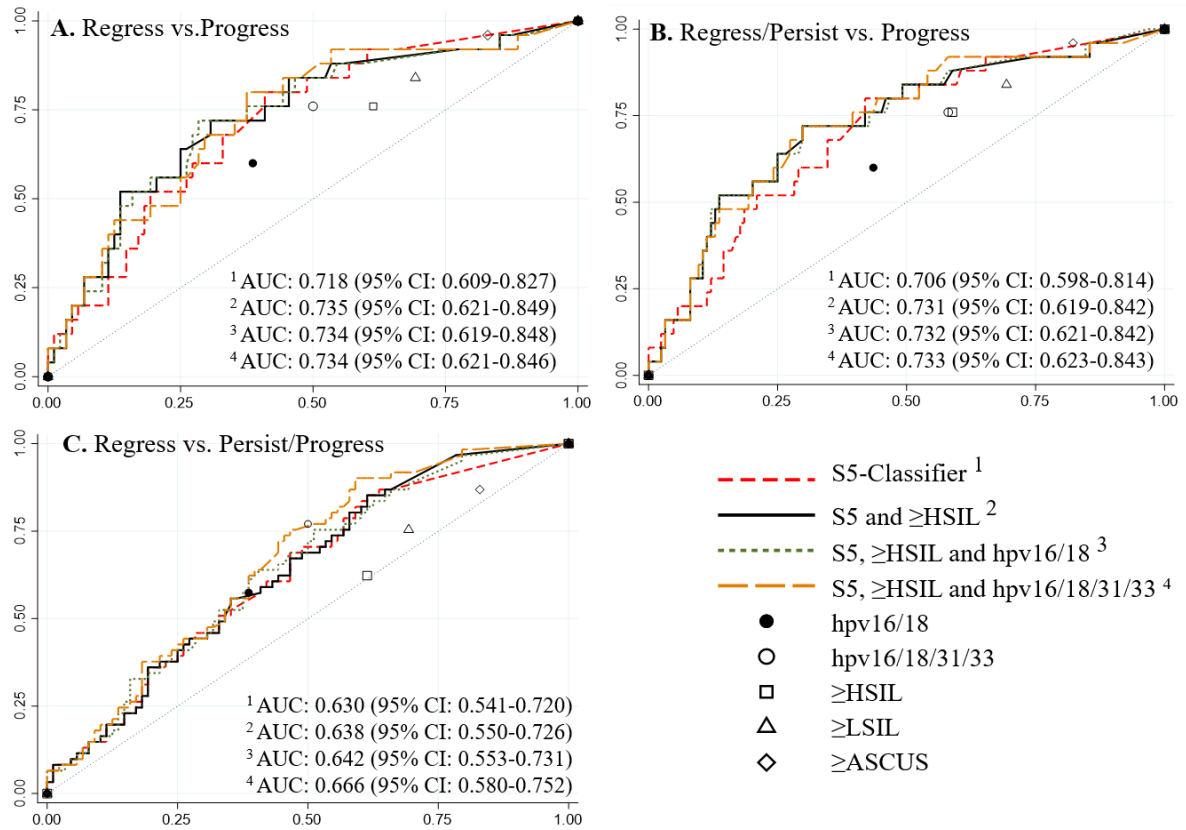 A. Regress vs.Progress
1.00
0.75
0.50
0.25
0.00
1 AUC: 0.718 (95% CI: 0.609-0.827)
2 AUC: 0.735 (95% CI: 0.621-0.849)
3 AUC: 0.734 (95% CI: 0.619-0.848)
4 AUC: 0.734 (95% CI: 0.621-0.846)
0.00 0.25 0.50 0.75 1.00
B. Regress/Persist vs. Progress
1.00
0.75
0.50
0.25
0.00
1 AUC: 0.706 (95% CI: 0.598-0.814)
2 AUC: 0.731 (95% CI: 0.619-0.842)
3 AUC: 0.732 (95% CI: 0.621-0.842)
4 AUC: 0.733 (95% CI: 0.623-0.843)
0.00 0.25 0.50 0.75 1.00
C. Regress vs. Persist/Progress
1.00
0.75
0.50
0.25
0.00
1 AUC: 0.630 (95% CI: 0.541-0.720)
2 AUC: 0.638 (95% CI: 0.550-0.726)
3 AUC: 0.642 (95% CI: 0.553-0.731)
4 AUC: 0.666 (95% CI: 0.580-0.752)
0.00 0.25 0.50 0.75 1.00
S5-Classifier 1
S5 and ≥HSIL 2
S5, ≥HSIL and hpv16/18 3
S5, ≥HSIL and hpv16/18/31/33 4
hpv16/18
hpv16/18/31/33
≥HSIL
≥LSIL
≥ASCUS